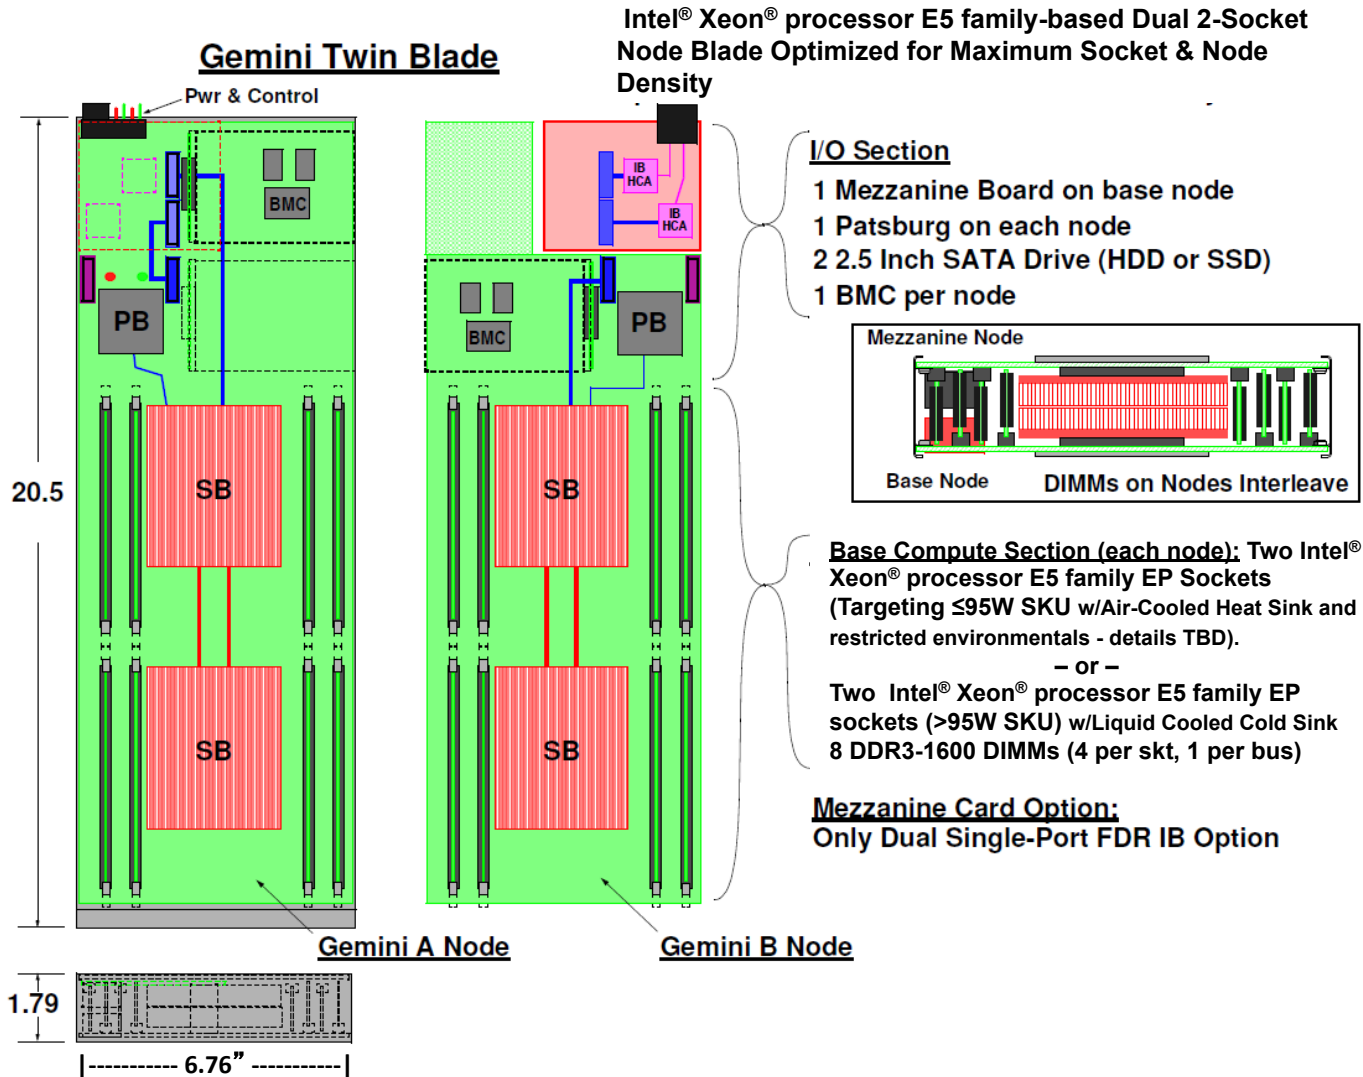 Intel® Xeon® processor E5 family-based Dual 2-Socket
Node Blade Optimized for Maximum Socket & Node
Density
Gemini Twin Blade
Pwr & Control
BMC
IB
HCA
IB
HCA
I/O Section
1 Mezzanine Board on base node
1 Patsburg on each node
2 2.5 Inch SATA Drive (HDD or SSD)
1 BMC per node
PB
BMC
PB
Mezzanine Node
Base Node
DIMMs on Nodes Interleave
20.5
SB
SB
SB
SB
Base Compute Section (each node): Two Intel®
Xeon® processor E5 family EP Sockets
(Targeting ≤95W SKU w/Air-Cooled Heat Sink and
restricted environmentals - details TBD).
– or –
Two Intel® Xeon® processor E5 family EP
sockets (>95W SKU) w/Liquid Cooled Cold Sink
8 DDR3-1600 DIMMs (4 per skt, 1 per bus)
Mezzanine Card Option:
Only Dual Single-Port FDR IB Option
Gemini A Node
Gemini B Node
1.79
|----------- 6.76” -----------|